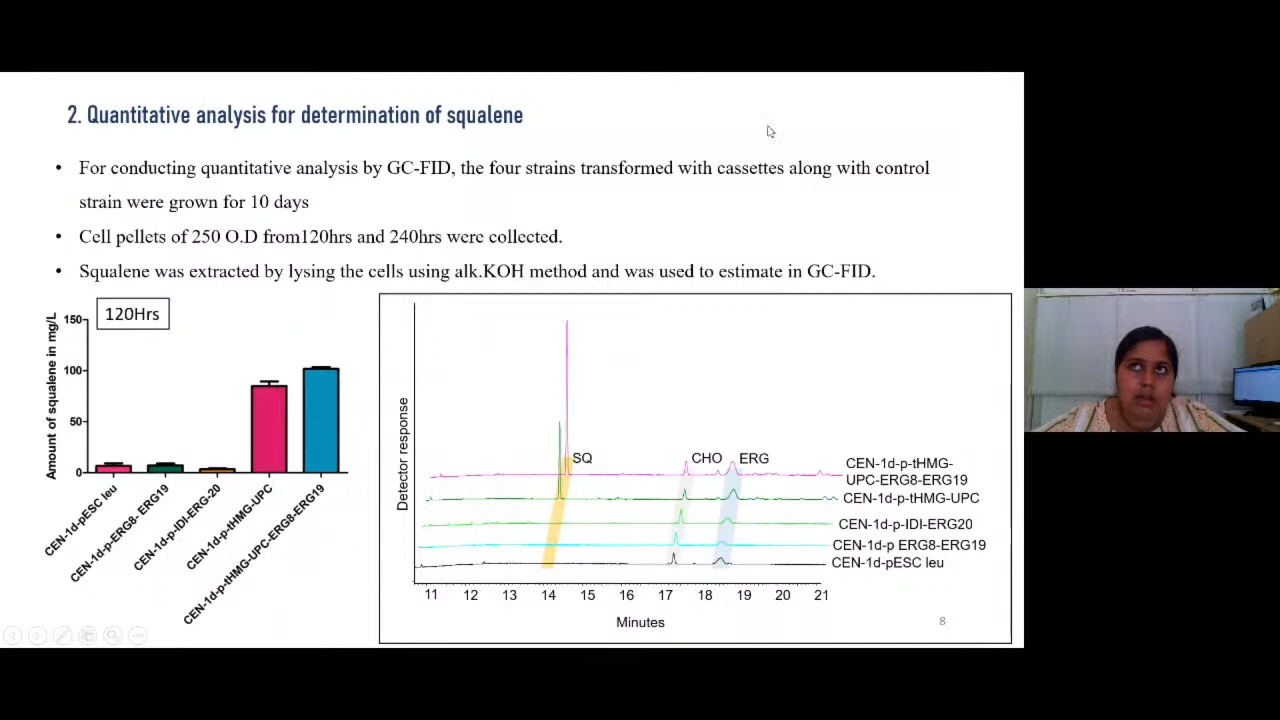 2. Quantitative analysis for determination of squalene
• For conducting quantitative analysis by GC-FID, the four strains transformed with cassettes along with control
strain were grown for 10 days
• Cell pellets of 250 O.D from120hrs and 240hrs were collected.
• Squalene was extracted by lysing the cells using alk.KOH method and was used to estimate in GC-FID.
120Hrs
Amount of squalene in mg/L
150
100
50
0
CEN-1d-pESC leu
CEN-1d-p-ERG8- ERG19
CEN-1d-p-IDI-ERG-20
CEN-1d-p-tHMG-UPC
CEN-1d-p-tHMG-UPC-ERG8-ERG19
Detector response
SQ
CHO
ERG
CEN-1d-p-tHMG-
UPC-ERG8-ERG19
CEN-1d-p-tHMG-UPC
CEN-1d-p-IDI-ERG20
CEN-1d-p ERG8-ERG19
CEN-1d-pESC leu
11 12 13 14 15 16 17 18 19 20 21
Minutes
8